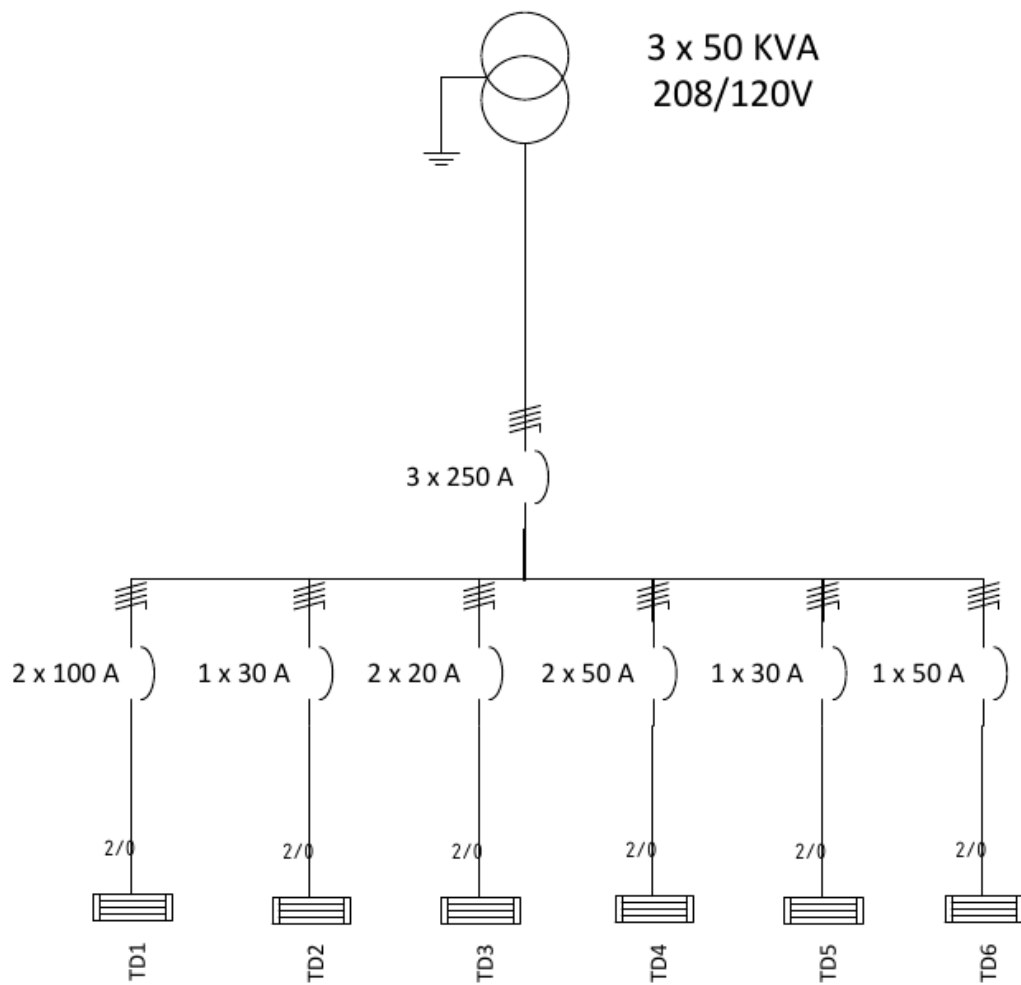 3 x 50 KVA
208/120V
3 x 250 A
2 x 100 A
1 x 30 A
2 x 20 A
2 x 50 A
1 x 30 A
1 x 50 A
2/0
2/0
2/0
2/0
2/0
2/0
TD1
TD2
TD3
TD4
TD5
TD6